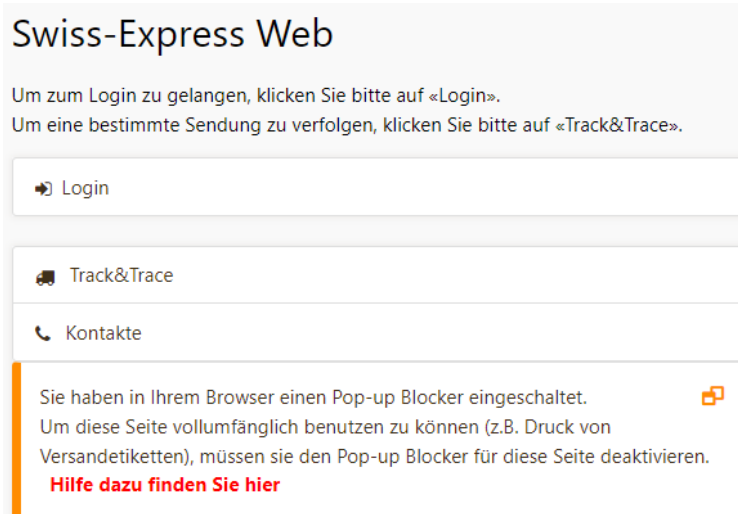 Swiss-Express Web
Um zum Login zu gelangen, klicken Sie bitte auf «Login».
Um eine bestimmte Sendung zu verfolgen, klicken Sie bitte auf «Track&Trace».
Login
Track&Trace
Kontakte
Sie haben in Ihrem Browser einen Pop-up Blocker eingeschaltet.
Um diese Seite vollumfänglich benutzen zu können (z.B. Druck von
Versandetiketten), müssen sie den Pop-up Blocker für diese Seite deaktivieren.
Hilfe dazu finden Sie hier